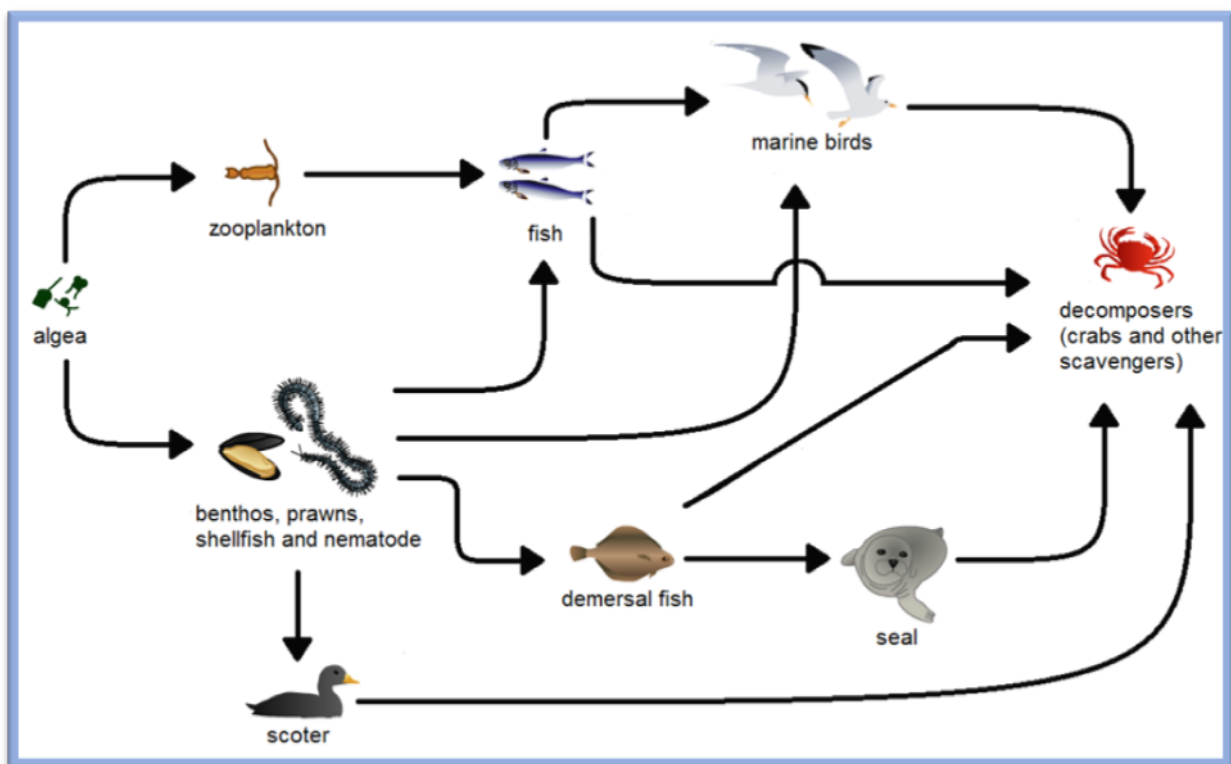 marine birds
zooplankton
fish
algea
decomposers
(crabs and other
scavengers)
benthos, prawns,
shellfish and nematode
demersal fish
seal
scoter